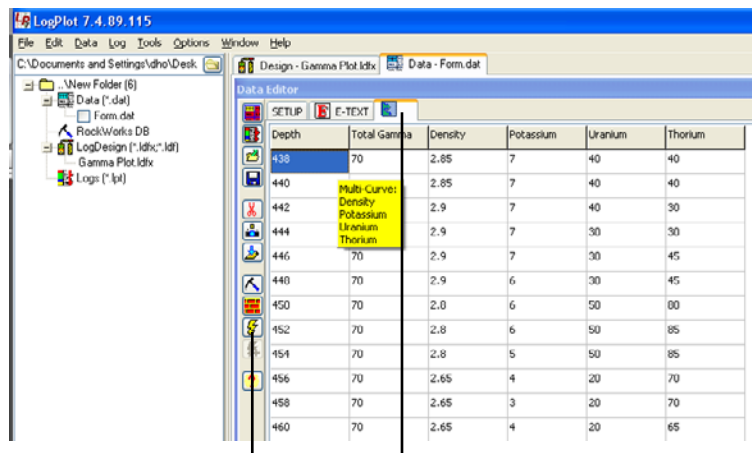 LogPlot 7.4.89.115
File Edit Data Log Tools Options Window Help
C:\Documents and Settings\dho\Desk
..\New Folder (6)
Data (*.dat)
Form.dat
RockWorks DB
LogDesign (*.ldfx;*.ldf)
Gamma Plot.ldfx
Logs (*.lpt)
Design - Gamma Plot.ldfx Data - Form.dat
Data Editor
SETUP E E-TEXT
Depth Total Gamma Density Potassium Uranium Thorium
438 70 2.85 7 40 40
440 2.85 7 40 40
442 2.9 7 40 30
444 2.9 7 30 30
446 70 2.9 7 30 45
448 70 2.9 6 30 45
450 70 2.8 6 50 80
452 70 2.8 6 50 85
454 70 2.8 5 50 85
456 70 2.65 4 20 70
458 70 2.65 3 20 70
460 70 2.65 4 20 65
Multi-Curve:
Density
Potassium
Uranium
Thorium